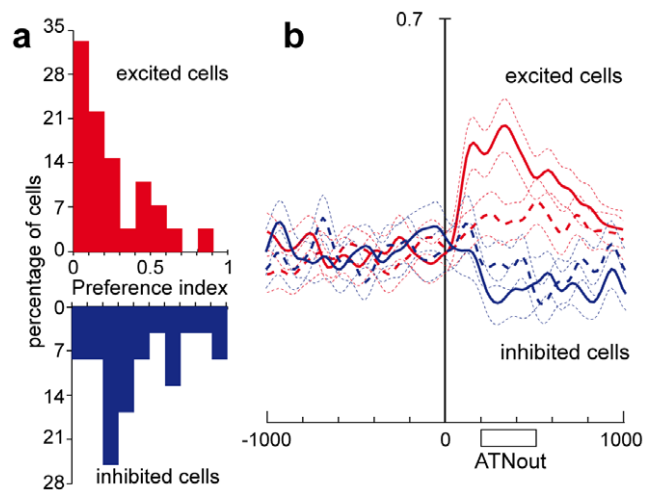 a
35
28
21
14
7
0
excited cells
percentage of cells
0 0.5 1
Preference index
0
7
14
21
28
inhibited cells
b
0.7
excited cells
inhibited cells
-1000 0 1000
ATNout